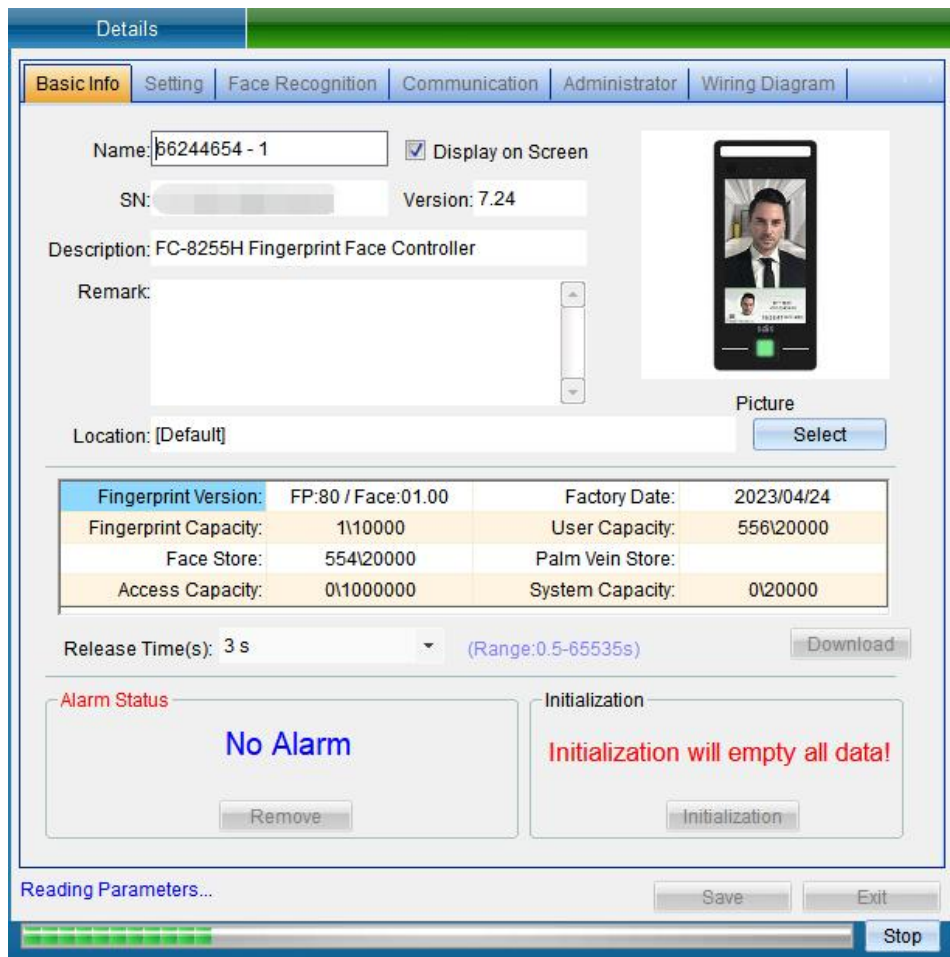 Details
Basic Info Setting Face Recognition Communication Administrator Wiring Diagram
Name: 66244654 - 1 Display on Screen
SN: Version: 7.24
Description: FC-8255H Fingerprint Face Controller
Remark:
Picture
Location: [Default] Select
Fingerprint Version: FP:80 / Face:01.00 Factory Date: 2023/04/24
Fingerprint Capacity: 1\10000 User Capacity: 556\20000
Face Store: 554\20000 Palm Vein Store:
Access Capacity: 0\1000000 System Capacity: 0\20000
Release Time(s): 3 s (Range:0.5-65535s) Download
Alarm Status Initialization
No Alarm Initialization will empty all data!
Remove Initialization
Reading Parameters... Save Exit
Stop